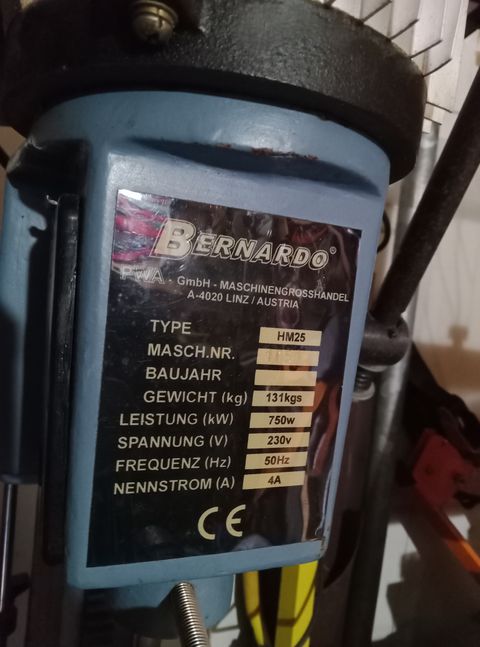 BERNARDO®
PWA - GmbH - MASCHINENGROSSHANDEL
A-4020 LINZ / AUSTRIA
TYPE HM25
MASCH.NR.
BAUJAHR
GEWICHT (kg) 131kgs
LEISTUNG (kW) 750w
SPANNUNG (V) 230v
FREQUENZ (Hz) 50Hz
NENNSTROM (A) 4A
CE